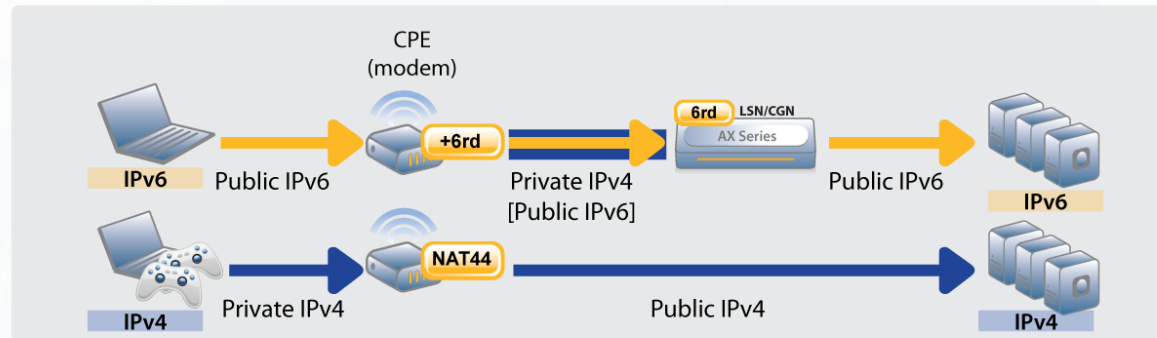 CPE
(modem)
+6rd
6rd
LSN/CGN
AX Series
IPv6
Public IPv6
Private IPv4
[Public IPv6]
Public IPv6
IPv6
NAT44
IPv4
Private IPv4
Public IPv4
IPv4